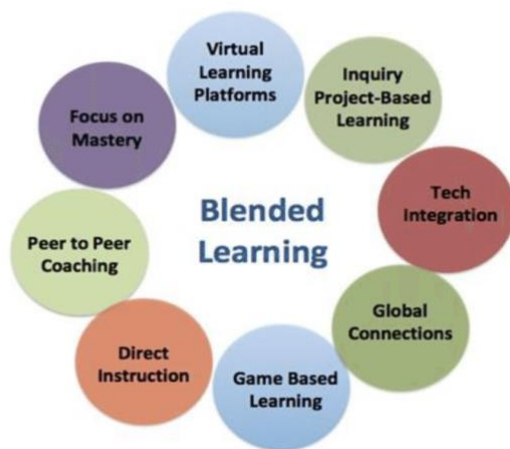 Virtual
Learning
Platforms
Inquiry
Project-Based
Learning
Tech
Integration
Global
Connections
Game Based
Learning
Direct
Instruction
Peer to Peer
Coaching
Focus on
Mastery
Blended
Learning